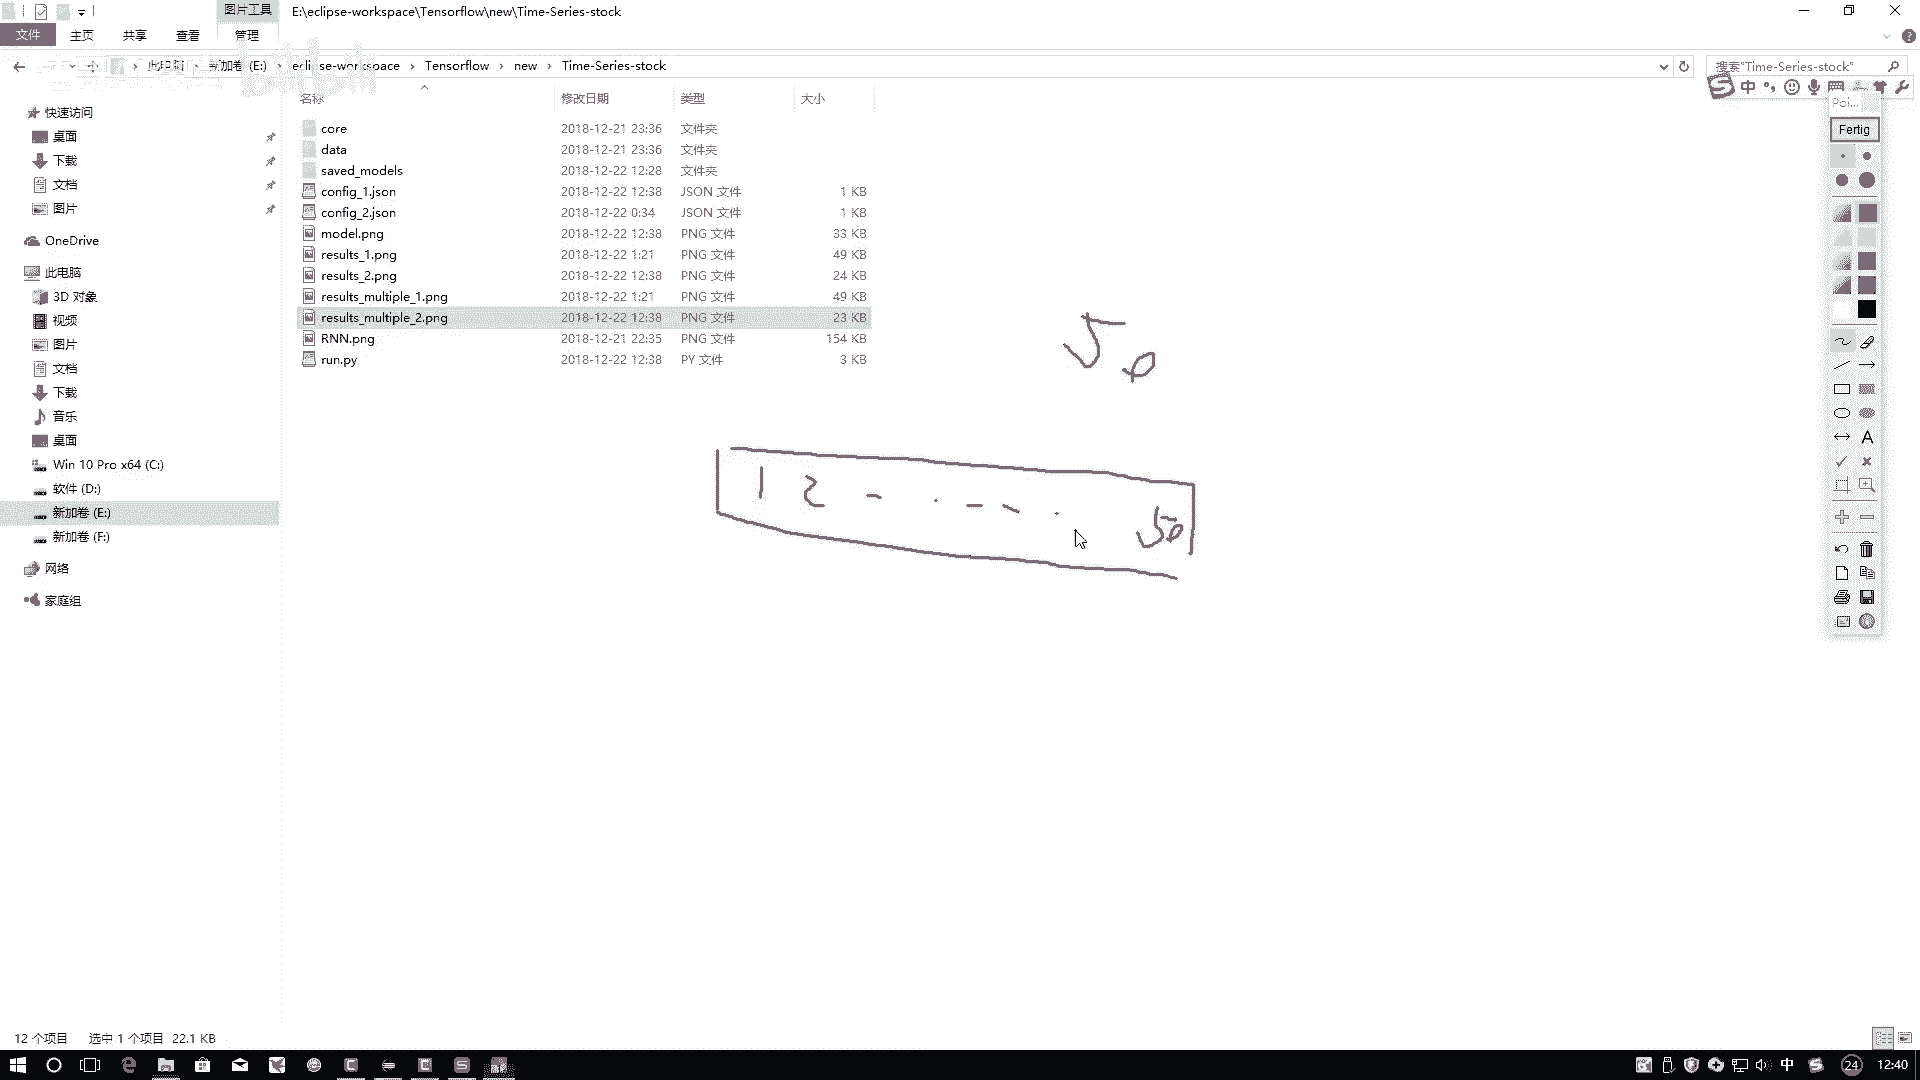 图片工具 E:\eclipse-workspace\Tensorflow\new\Time-Series-stock
文件 主页 共享 查看 管理
此电脑 › 新加卷 (E:) › eclipse-workspace › Tensorflow › new › Time-Series-stock 搜索"Time-Series-stock"
中
名称 修改日期 类型 大小
快速访问
桌面
下载
文档
图片
OneDrive
此电脑
3D 对象
视频
图片
文档
下载
音乐
桌面
Win 10 Pro x64 (C:)
软件 (D:)
新加卷 (E:)
新加卷 (F:)
网络
家庭组
core 2018-12-21 23:36 文件夹
data 2018-12-21 23:36 文件夹
saved_models 2018-12-22 12:28 文件夹
config_1.json 2018-12-22 12:38 JSON 文件 1 KB
config_2.json 2018-12-22 0:34 JSON 文件 1 KB
model.png 2018-12-22 12:38 PNG 文件 33 KB
results_1.png 2018-12-22 1:21 PNG 文件 49 KB
results_2.png 2018-12-22 12:38 PNG 文件 24 KB
results_multiple_1.png 2018-12-22 1:21 PNG 文件 49 KB
results_multiple_2.png 2018-12-22 12:38 PNG 文件 23 KB
RNN.png 2018-12-21 22:35 PNG 文件 154 KB
run.py 2018-12-22 12:38 PY 文件 3 KB
50
1 2 - . - - . 50
Poi...
Fertig
A
12 个项目 选中 1 个项目 22.1 KB
中 24 12:40